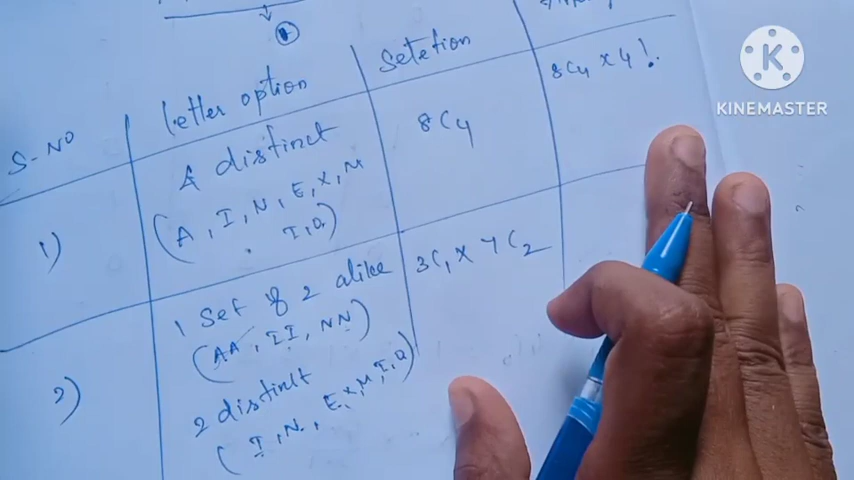 S-NO
letter option
Setetion
1)
4 distinct
(A, I, N, E, X, M
I, O)
8C4
8C4 x 4!.
2)
1 Set of 2 alike
(AA, II, NN)
2 distinct
(I, N, E, X, M, T, O)
3C1 x 7C2
K
KINEMASTER